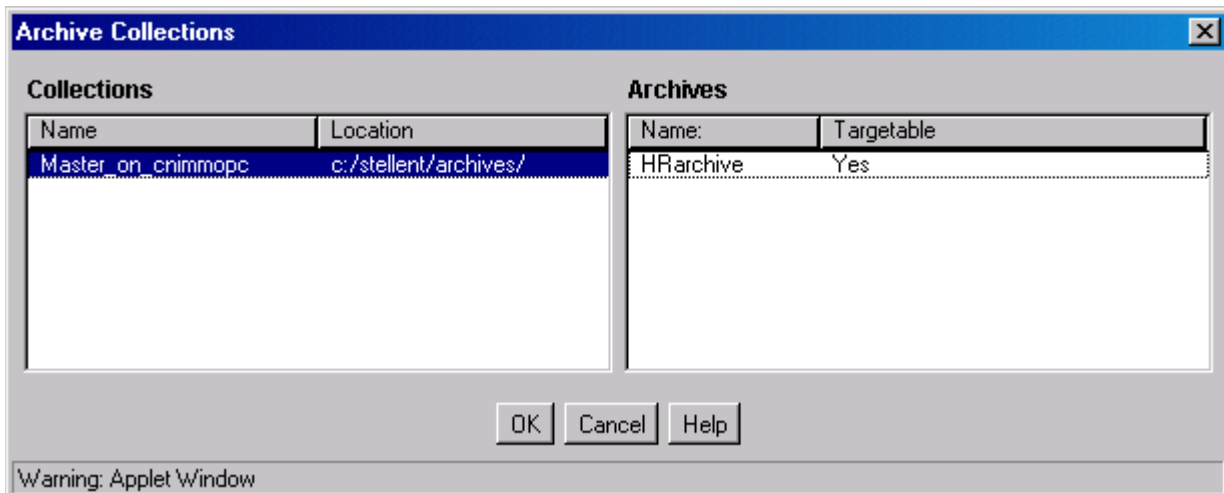 Archive Collections
Collections
Name Location
Master_on_cnimmopc c:/stellent/archives/
Archives
Name: Targetable
HRarchive Yes
OK Cancel Help
Warning: Applet Window